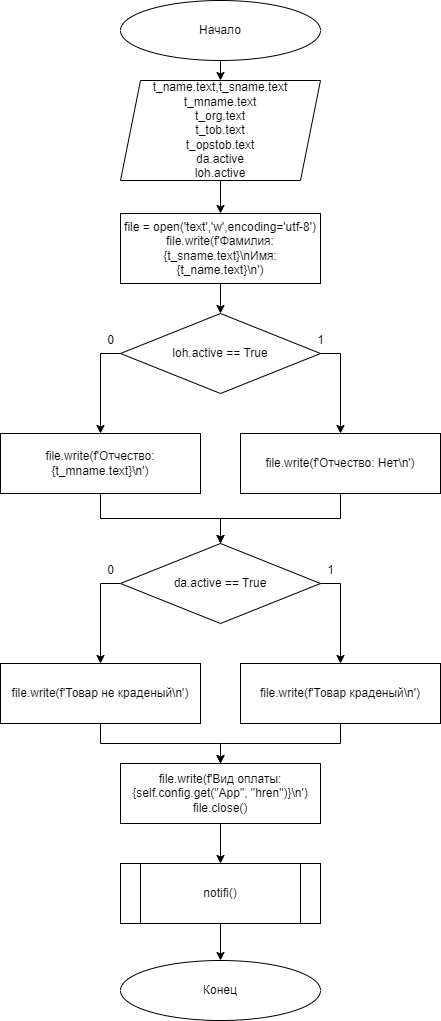 Начало
t_name.text,t_sname.text
t_mname.text
t_org.text
t_tob.text
t_opstob.text
da.active
loh.active
file = open('text','w',encoding='utf-8')
file.write(f'Фамилия:
{t_sname.text}\nИмя:
{t_name.text}\n')
0
loh.active == True
1
file.write(f'Отчество:
{t_mname.text}\n')
file.write(f'Отчество: Нет\n')
0
da.active == True
1
file.write(f'Товар не краденый\n')
file.write(f'Товар краденый\n')
file.write(f'Вид оплаты:
{self.config.get("App", "hren")}\n')
file.close()
notifi()
Конец